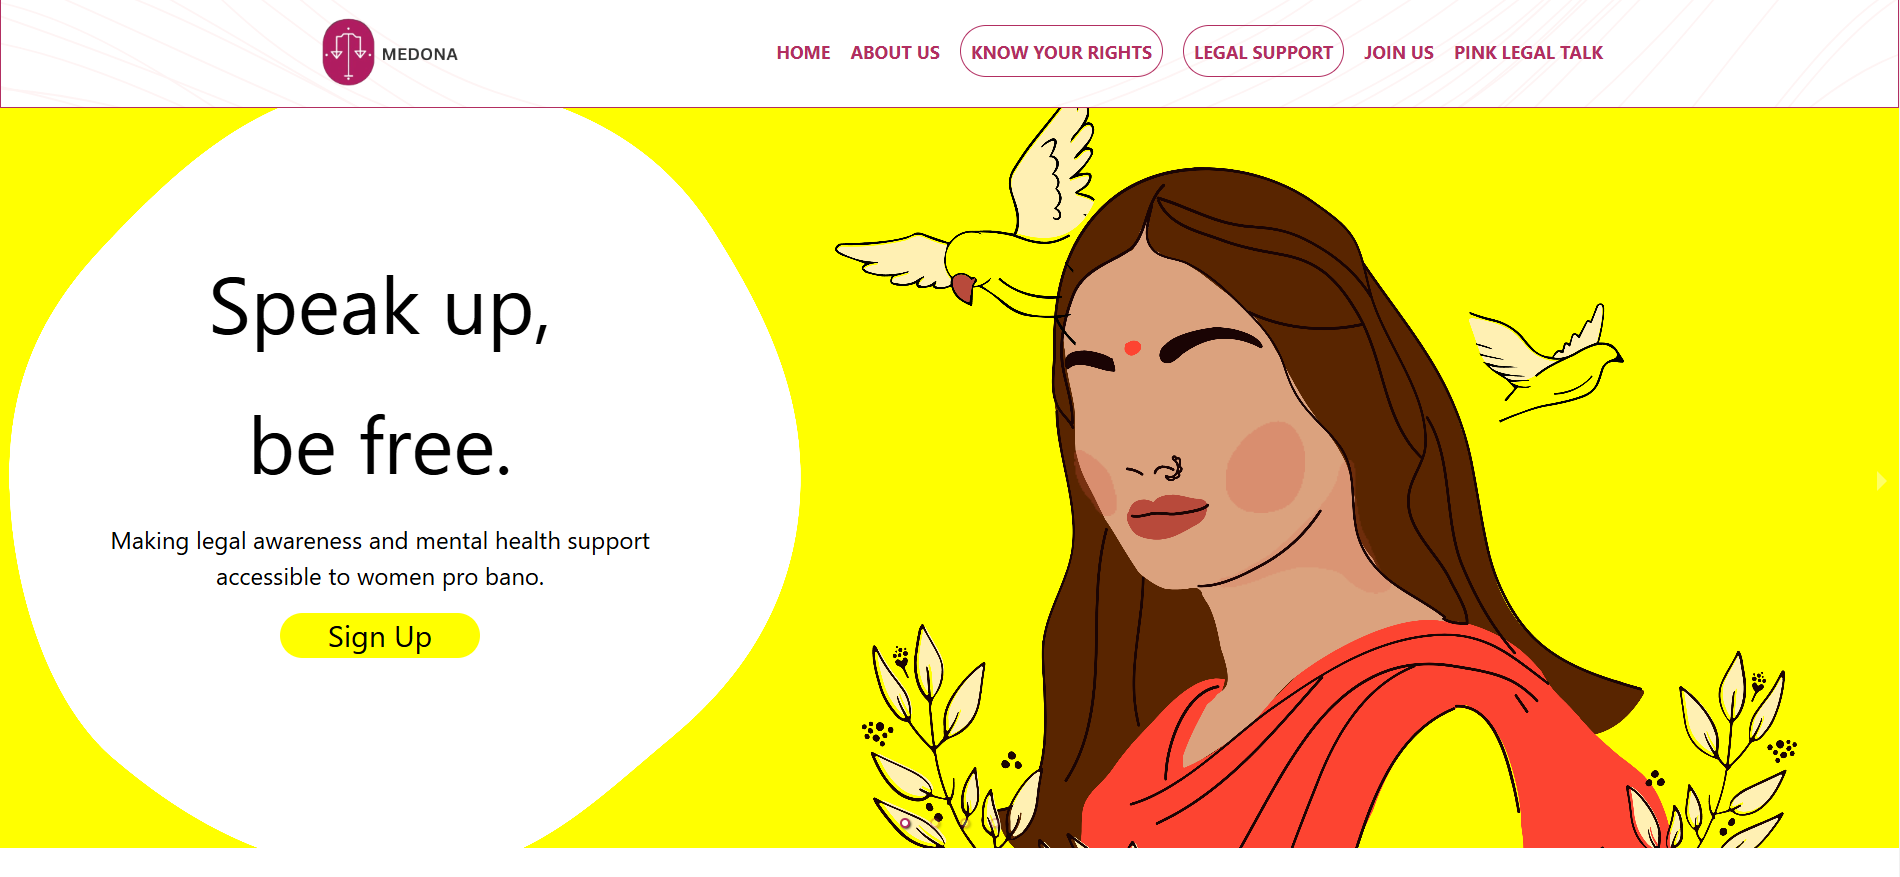 MEDONA
HOME ABOUT US KNOW YOUR RIGHTS LEGAL SUPPORT JOIN US PINK LEGAL TALK
Speak up,
be free.
Making legal awareness and mental health support
accessible to women pro bano.
Sign Up